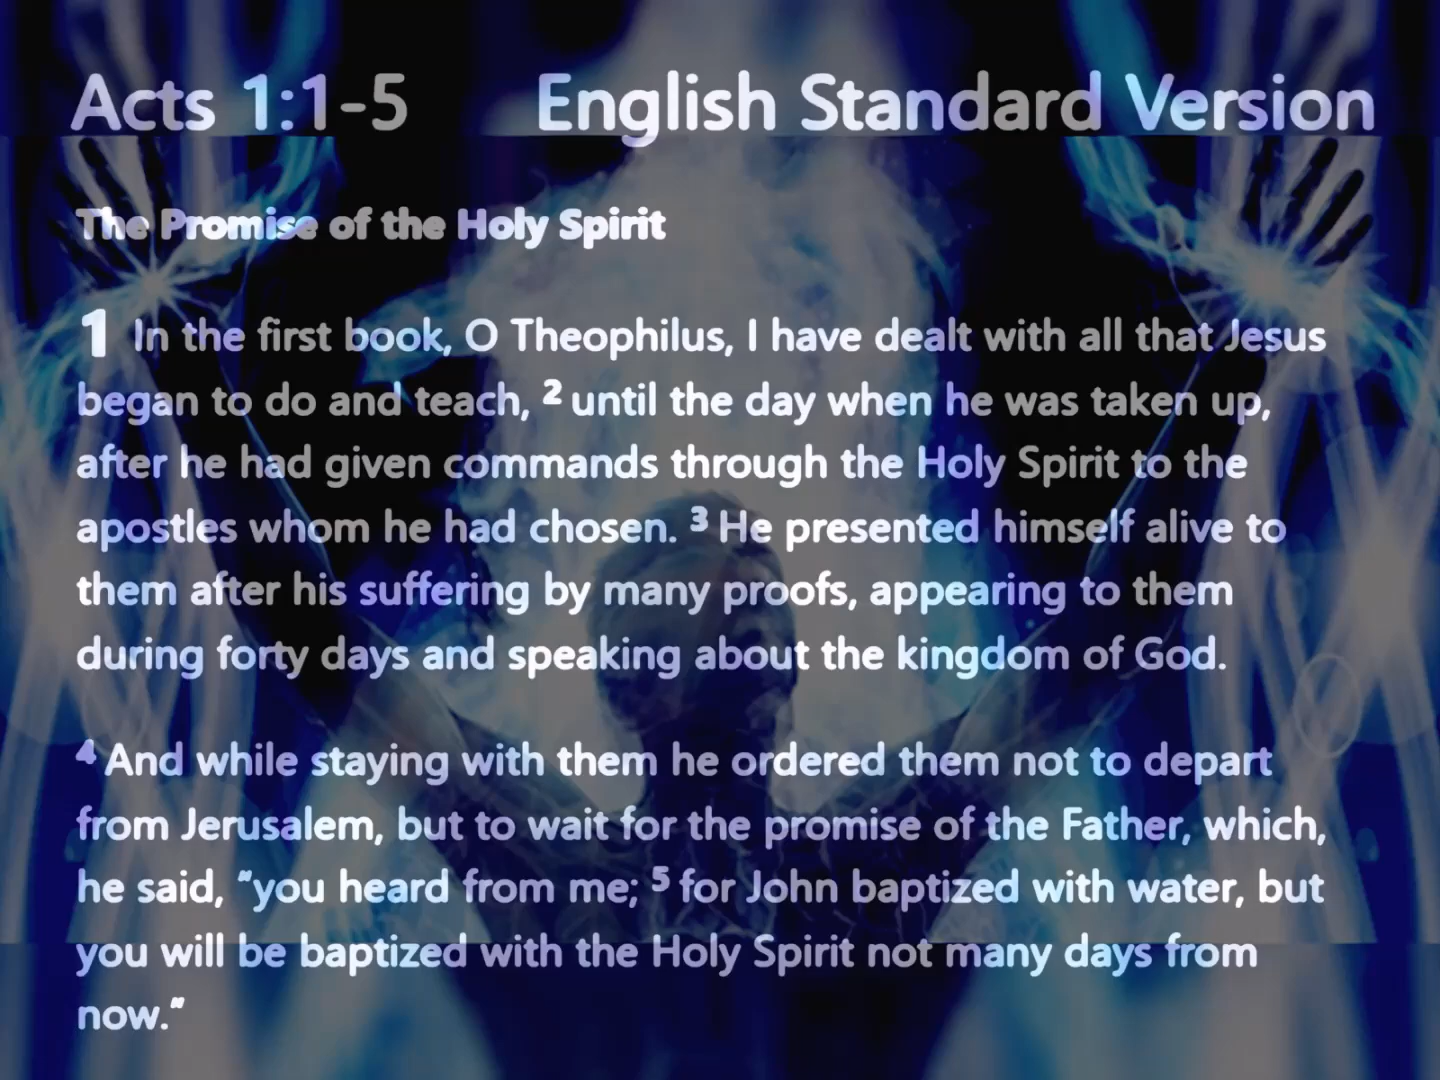 Acts 1:1-5 English Standard Version
The Promise of the Holy Spirit
1 In the first book, O Theophilus, I have dealt with all that Jesus
began to do and teach, 2 until the day when he was taken up,
after he had given commands through the Holy Spirit to the
apostles whom he had chosen. 3 He presented himself alive to
them after his suffering by many proofs, appearing to them
during forty days and speaking about the kingdom of God.
4 And while staying with them he ordered them not to depart
from Jerusalem, but to wait for the promise of the Father, which,
he said, “you heard from me; 5 for John baptized with water, but
you will be baptized with the Holy Spirit not many days from
now.”